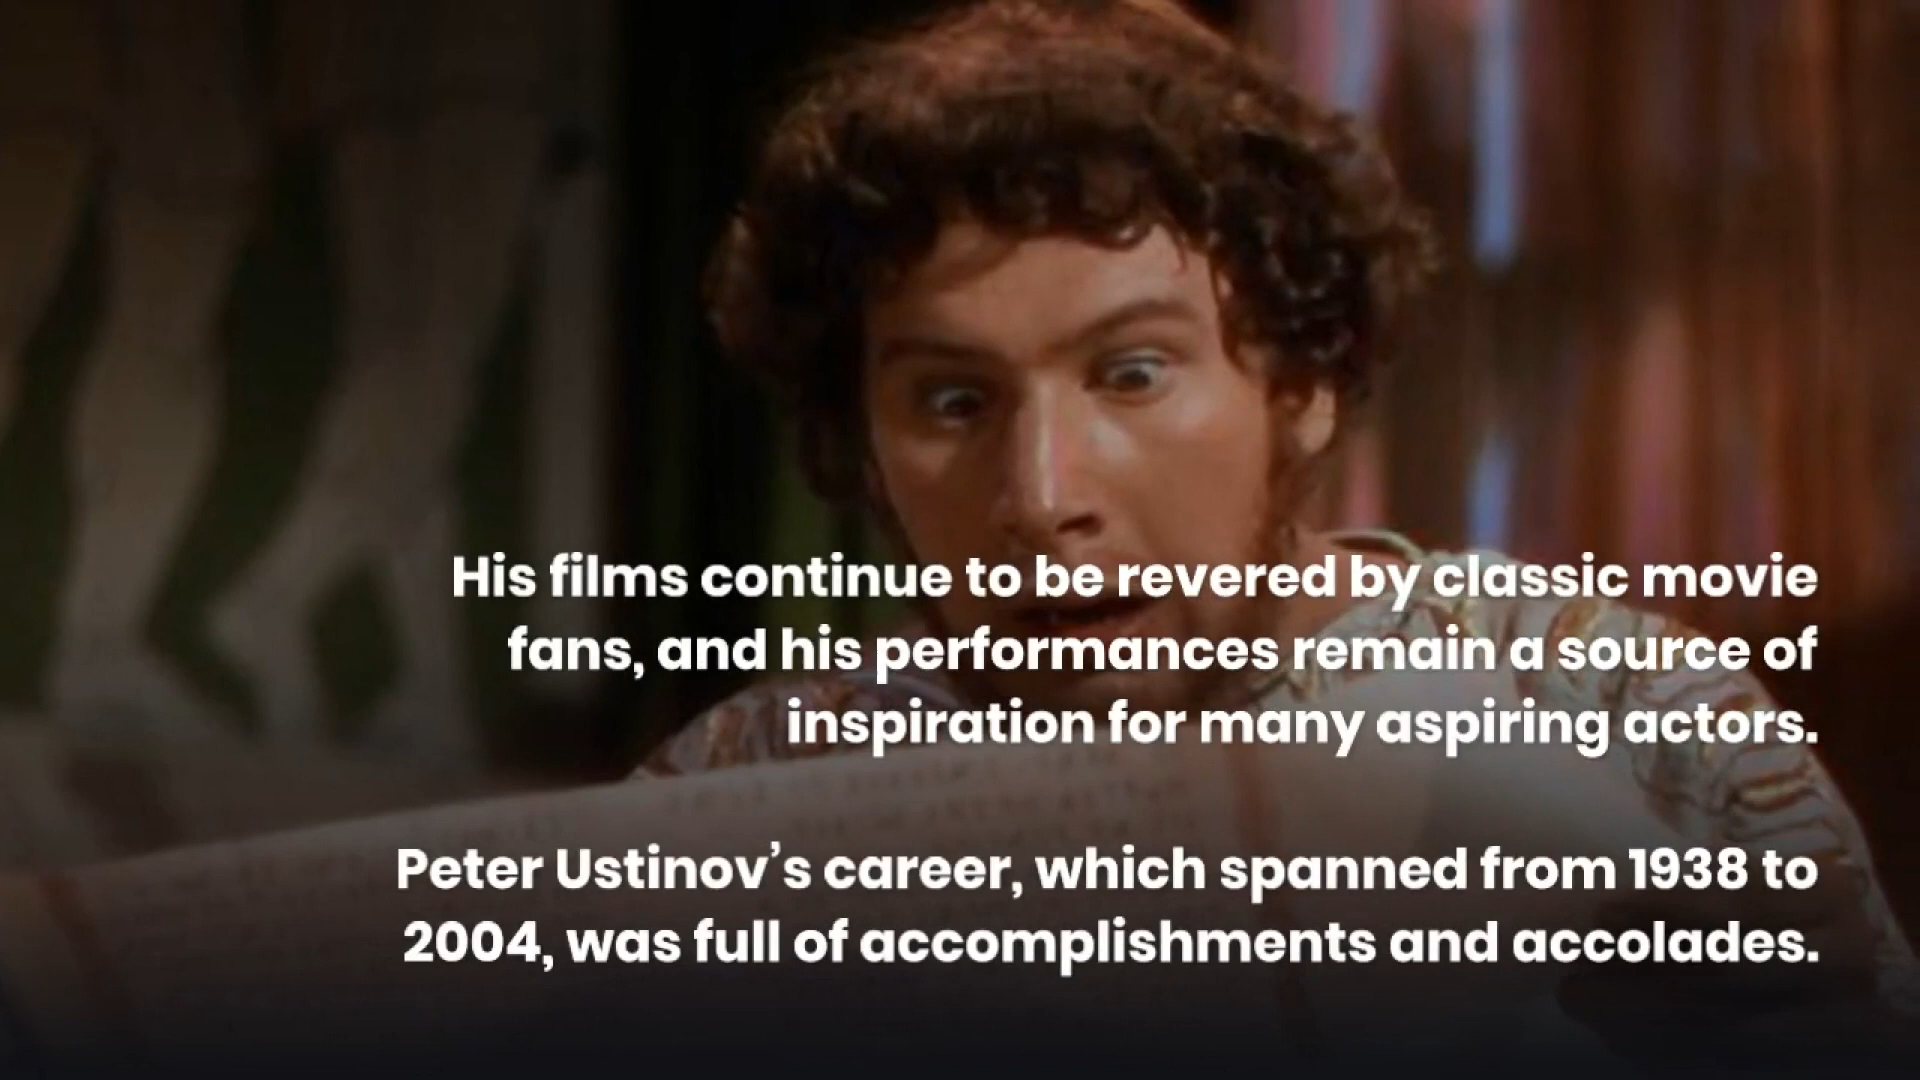 His films continue to be revered by classic movie
fans, and his performances remain a source of
inspiration for many aspiring actors.
Peter Ustinov’s career, which spanned from 1938 to
2004, was full of accomplishments and accolades.